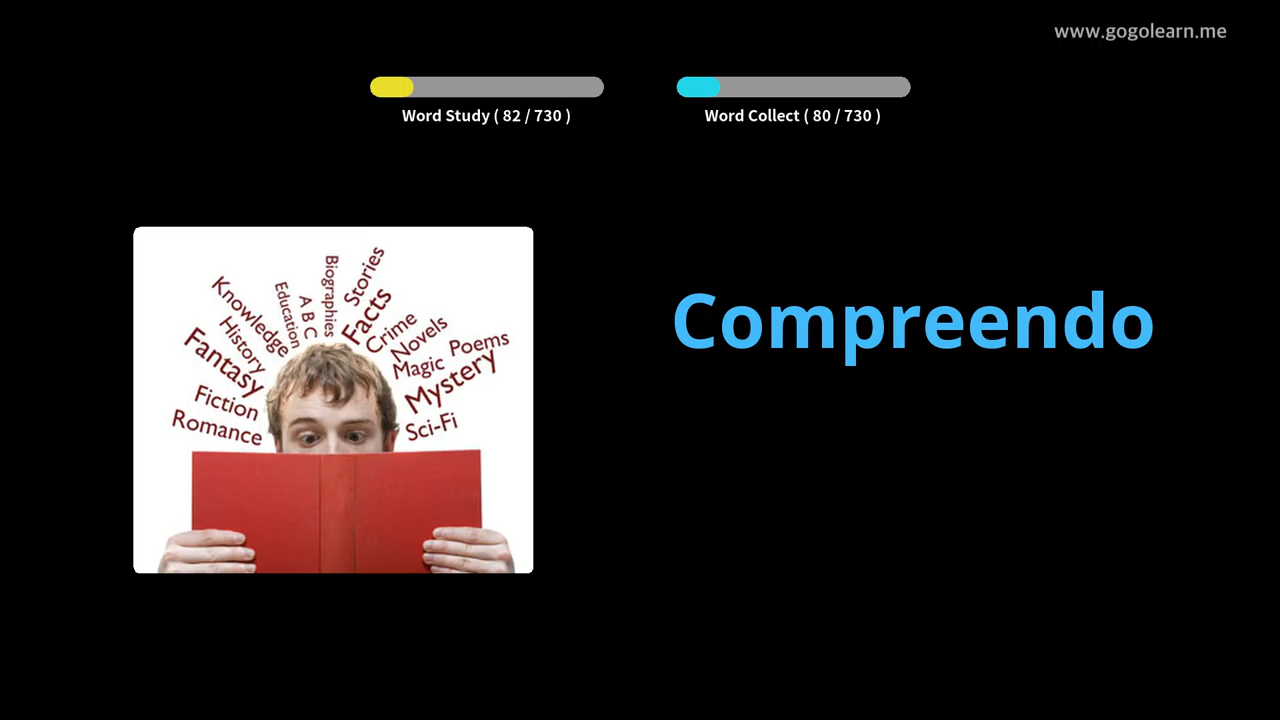 www.gogolearn.me
Word Study ( 82 / 730 )
Word Collect ( 80 / 730 )
Compreendo
Knowledge
Education
A B C
Biographies
Stories
Facts
Crime
Novels
Magic
Poems
Mystery
Sci-Fi
History
Fantasy
Fiction
Romance